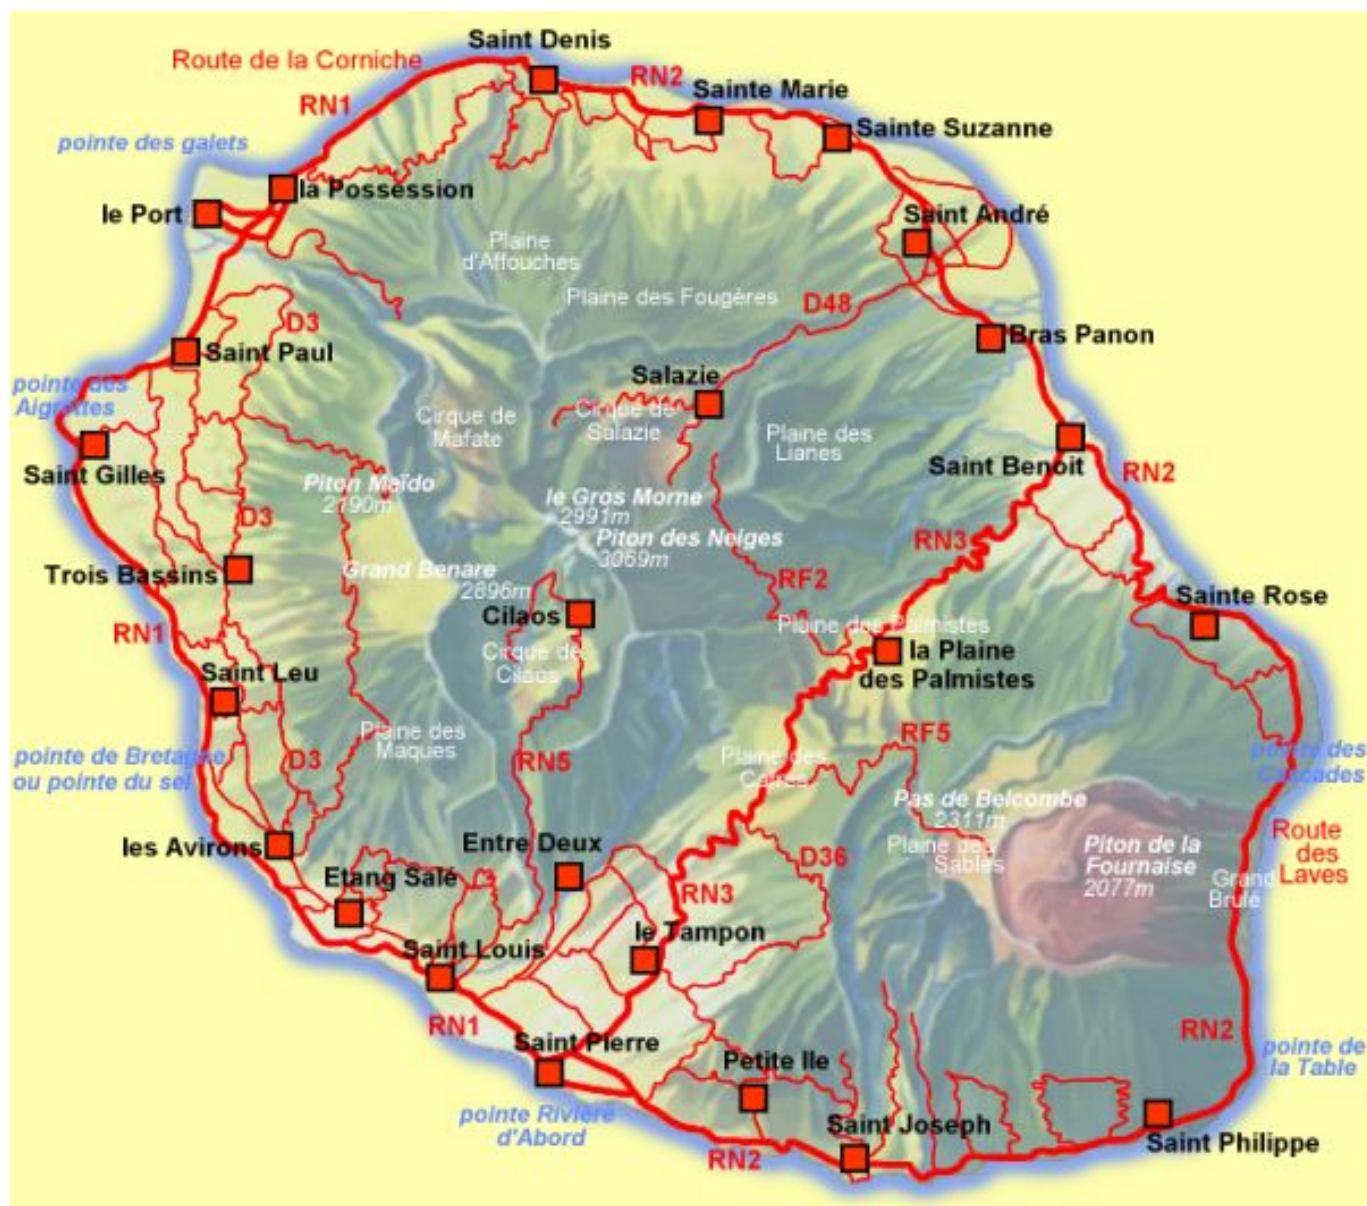 Saint Denis
Route de la Corniche
RN2
Sainte Marie
RN1
Sainte Suzanne
pointe des galets
la Possession
le Port
Saint André
Plaine
d'Affouches
Plaine des Fougères
D48
D3
Bras Panon
Saint Paul
pointe des
Aigrettes
Salazie
Cirque de
Mafate
Cirque de
Salazie
Plaine des
Lianes
Saint Benoit
RN2
Saint Gilles
Piton Maïdo
2190m
le Gros Morne
2991m
D3
Piton des Neiges
3069m
RN3
Trois Bassins
Grand Benare
2896m
RF2
Sainte Rose
Cilaos
RN1
Plaine des Palmistes
Cirque de
Cilaos
la Plaine
des Palmistes
Saint Leu
Plaine des
Maques
RF5
pointe de Bretagne
ou pointe du sel
D3
RN5
Plaine des
Cafres
pointe des
Cascades
Pas de Belcombe
2311m
Route
des
Laves
les Avirons
Entre Deux
D36
Plaine des
Sables
Piton de la
Fournaise
2077m
Grand
Brulé
Etang Salé
RN3
le Tampon
Saint Louis
RN1
RN2
Saint Pierre
Petite Ile
pointe de
la Table
pointe Rivière
d'Abord
Saint Joseph
Saint Philippe
RN2